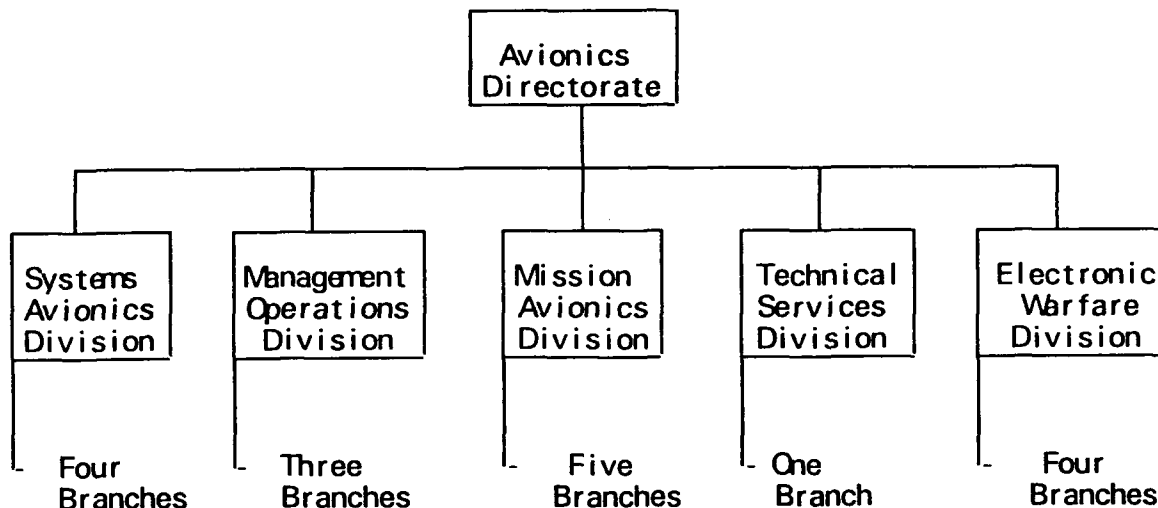 Avionics
Directorate
Systems
Avionics
Division
Management
Operations
Division
Mission
Avionics
Division
Technical
Services
Division
Electronic
Warfare
Division
- Four
Branches
- Three
Branches
- Five
Branches
- One
Branch
- Four
Branches